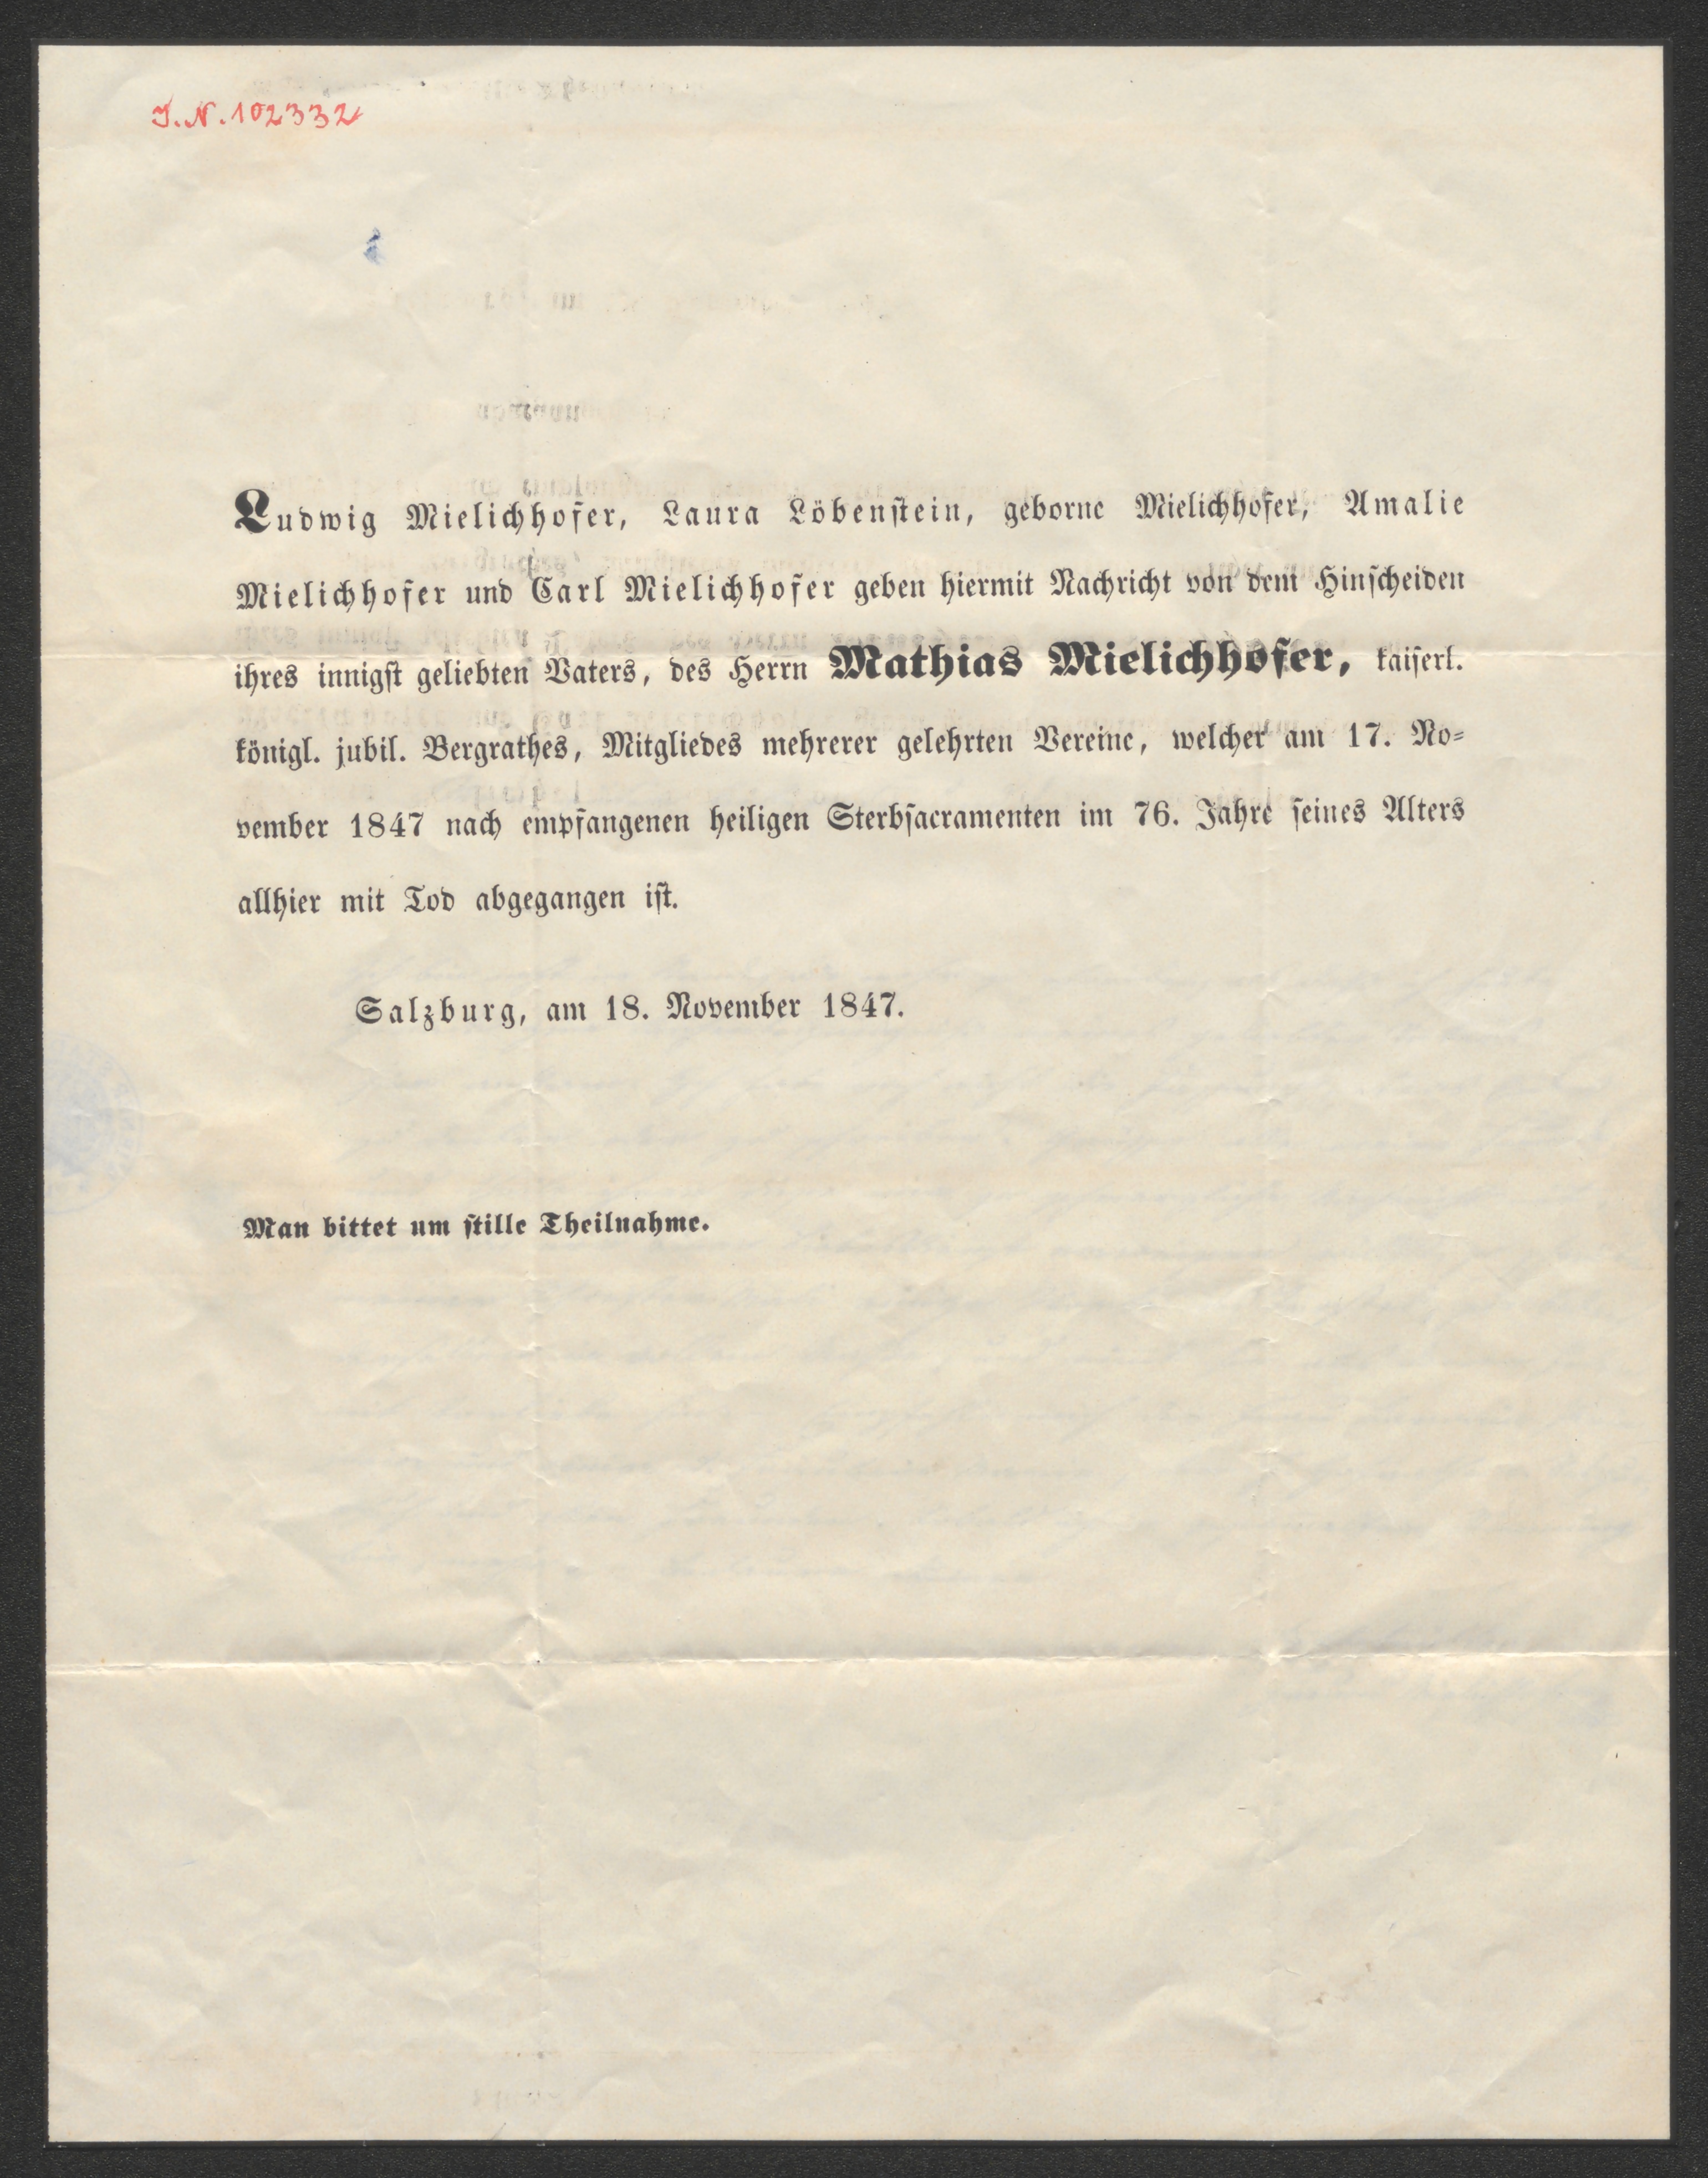 I.N. 102332
Ludwig Mielichhofer, Laura Löbenstein, geborne Mielichhofer, Amalie
Mielichhofer und Carl Mielichhofer geben hiermit Nachricht von dem Hinscheiden
ihres innigst geliebten Vaters, des Herrn Mathias Mielichhofer, kaiserl.
königl. jubil. Bergrathes, Mitgliedes mehrerer gelehrten Vereine, welcher am 17. No-
vember 1847 nach empfangenen heiligen Sterbsacramenten im 76. Jahre seines Alters
allhier mit Tod abgegangen ist.
Salzburg, am 18. November 1847.
Man bittet um stille Theilnahme.